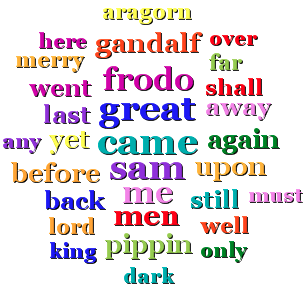 aragorn
here gandalf over
merry far
went frodo shall
last great away
any yet came again
before sam upon
back me still must
lord men well
king pippin only
dark